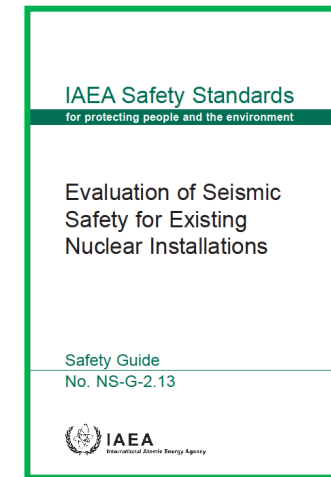 IAEA Safety Standards
for protecting people and the environment
Evaluation of Seismic
Safety for Existing
Nuclear Installations
Safety Guide
No. NS-G-2.13
IAEA
International Atomic Energy Agency